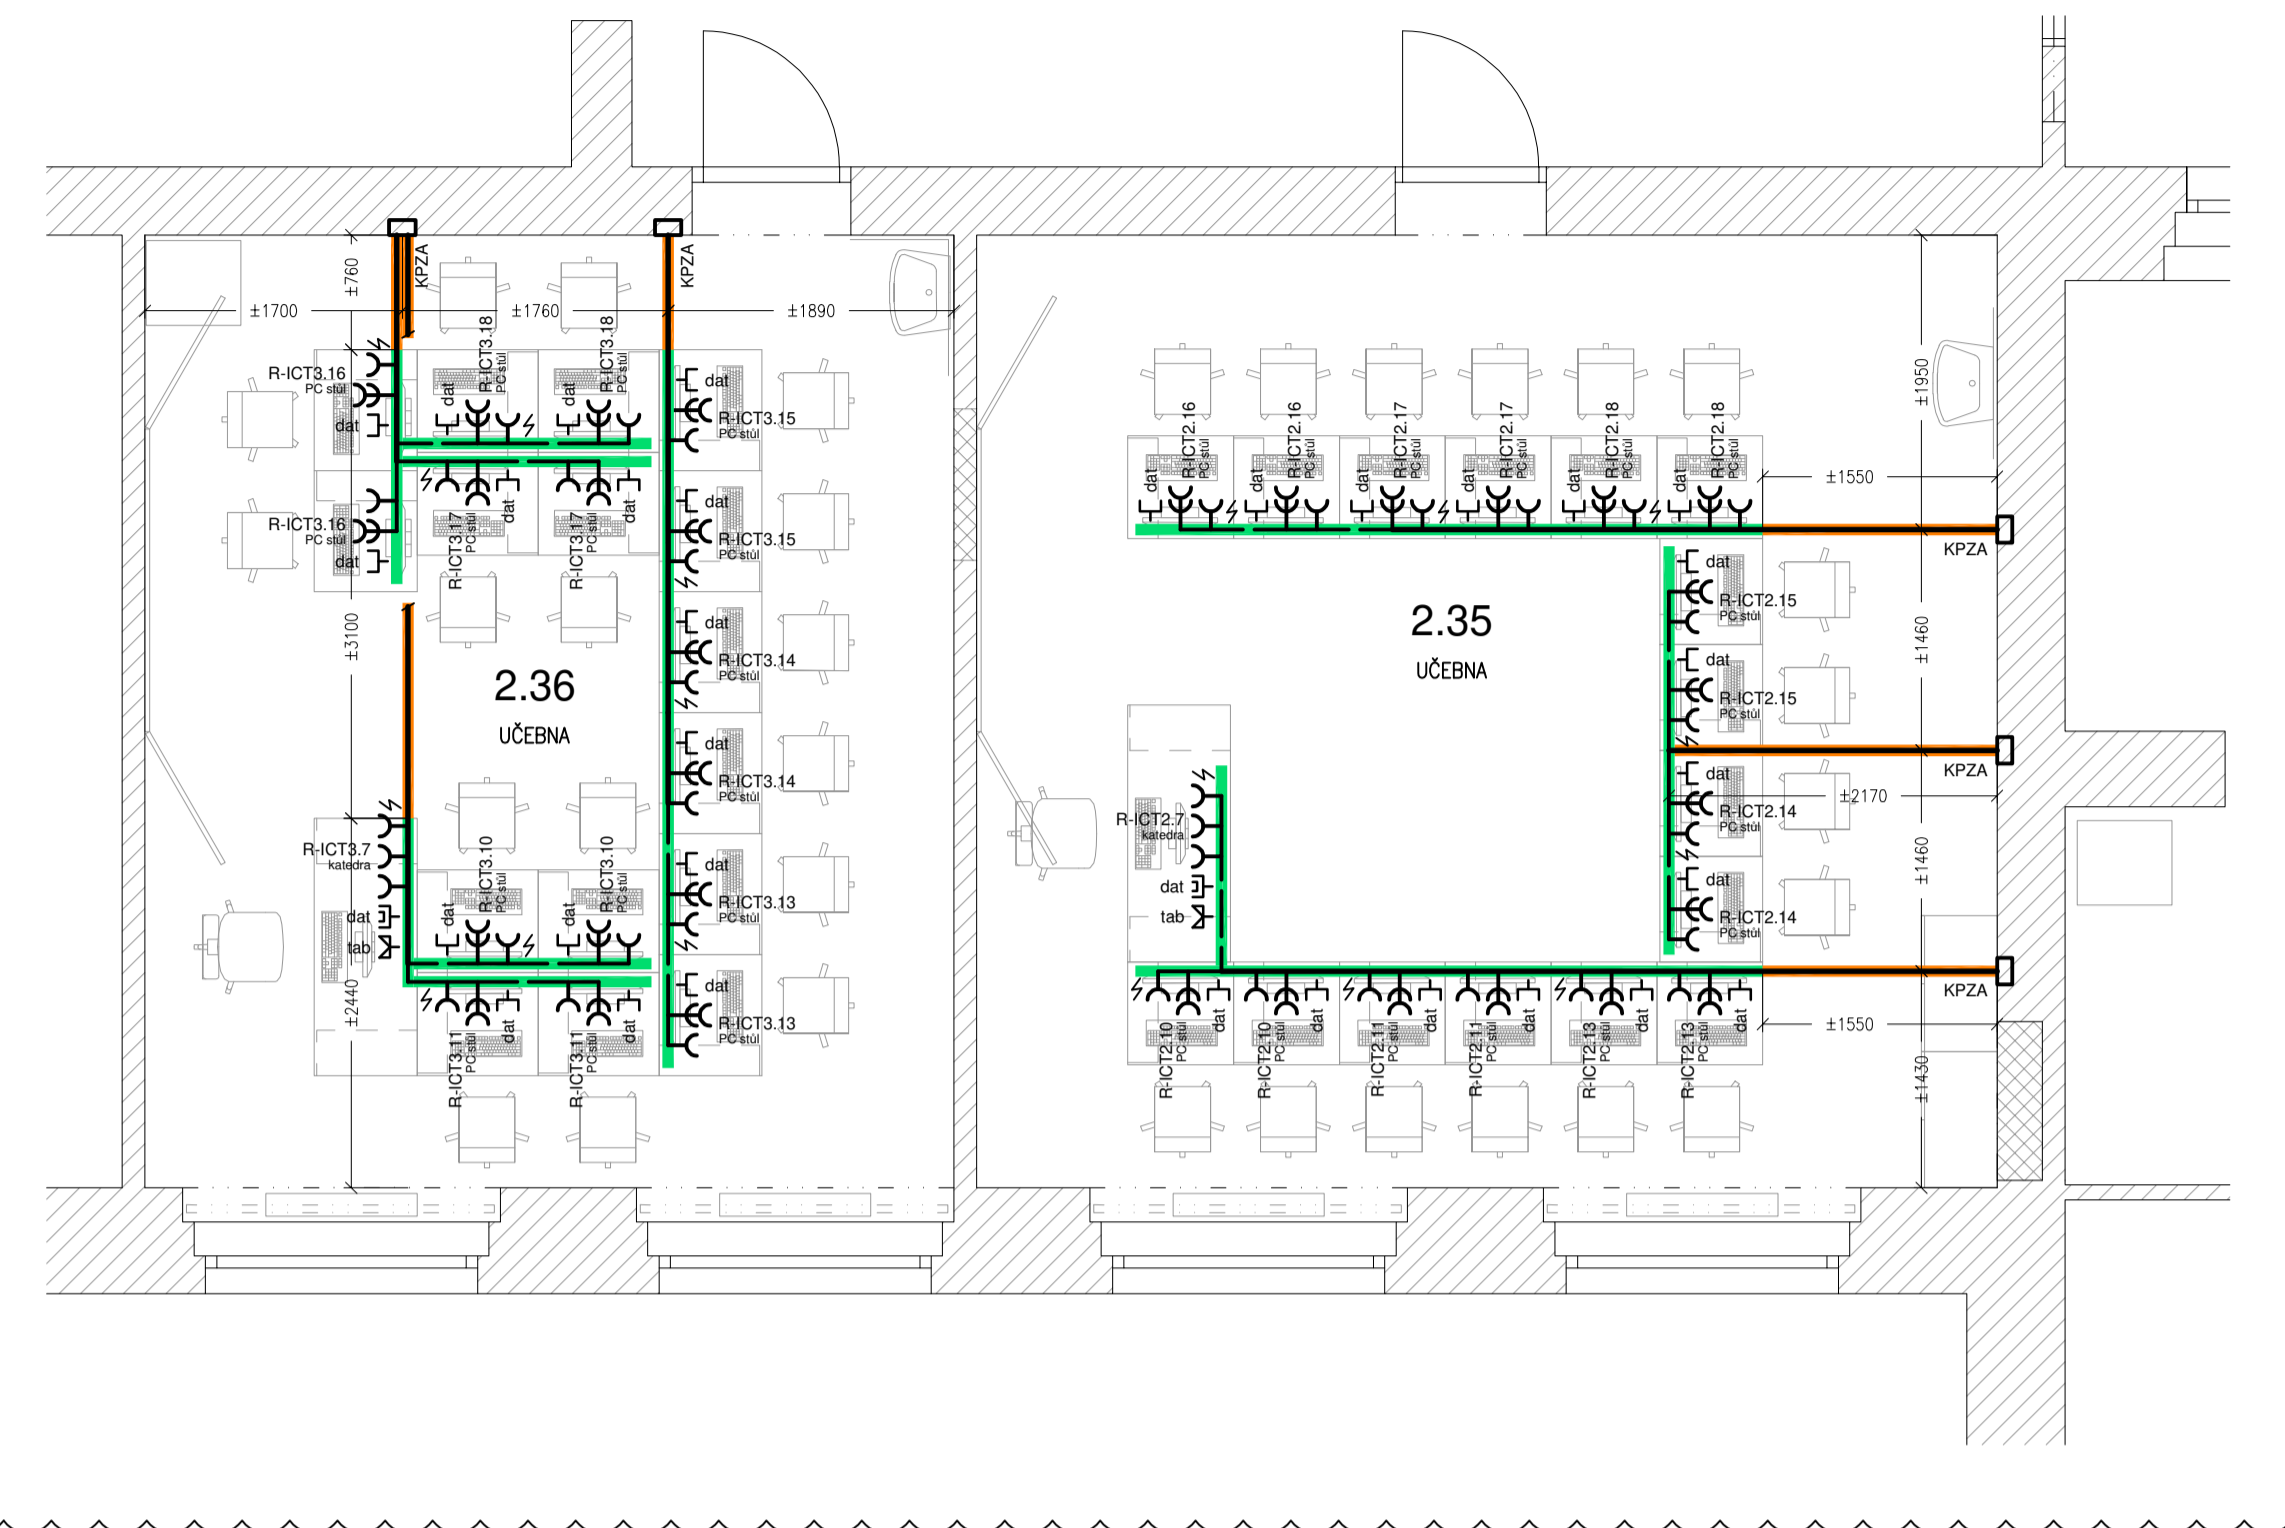 KPZA
KPZA
±760
±1700
±1760
±1890
R-ICT3.18
PC stůl
R-ICT3.18
PC stůl
dat
dat
R-ICT3.16
PC stůl
dat
R-ICT3.16
PC stůl
dat
R-ICT3.17
PC stůl
dat
R-ICT3.17
PC stůl
dat
dat
R-ICT3.15
PC stůl
dat
R-ICT3.15
PC stůl
dat
R-ICT3.14
PC stůl
dat
R-ICT3.14
PC stůl
dat
R-ICT3.13
PC stůl
dat
R-ICT3.13
PC stůl
±3100
2.36
UČEBNA
R-ICT3.7
katedra
dat
tab
±2440
dat
R-ICT3.10
PC stůl
dat
R-ICT3.10
PC stůl
R-ICT3.11
PC stůl
dat
R-ICT3.11
PC stůl
dat
dat
R-ICT2.16
PC stůl
dat
R-ICT2.16
PC stůl
dat
R-ICT2.17
PC stůl
dat
R-ICT2.17
PC stůl
dat
R-ICT2.18
PC stůl
dat
R-ICT2.18
PC stůl
±1550
±1950
KPZA
2.35
UČEBNA
dat
R-ICT2.15
PC stůl
dat
R-ICT2.15
PC stůl
±1460
KPZA
dat
R-ICT2.14
PC stůl
±2170
dat
R-ICT2.14
PC stůl
±1460
R-ICT2.7
katedra
dat
tab
KPZA
R-ICT2.10
PC stůl
dat
R-ICT2.10
PC stůl
dat
R-ICT2.11
PC stůl
dat
R-ICT2.11
PC stůl
dat
R-ICT2.13
PC stůl
dat
R-ICT2.13
PC stůl
dat
±1550
±1430